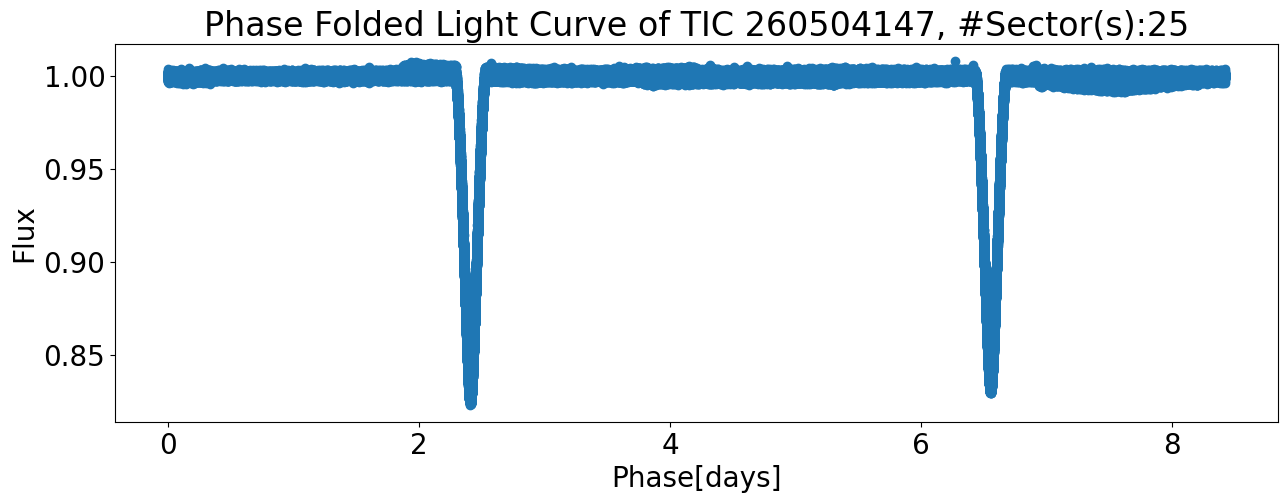 Phase Folded Light Curve of TIC 260504147, #Sector(s):25
1.00
0.95
0.90
0.85
Flux
0 2 4 6 8
Phase[days]